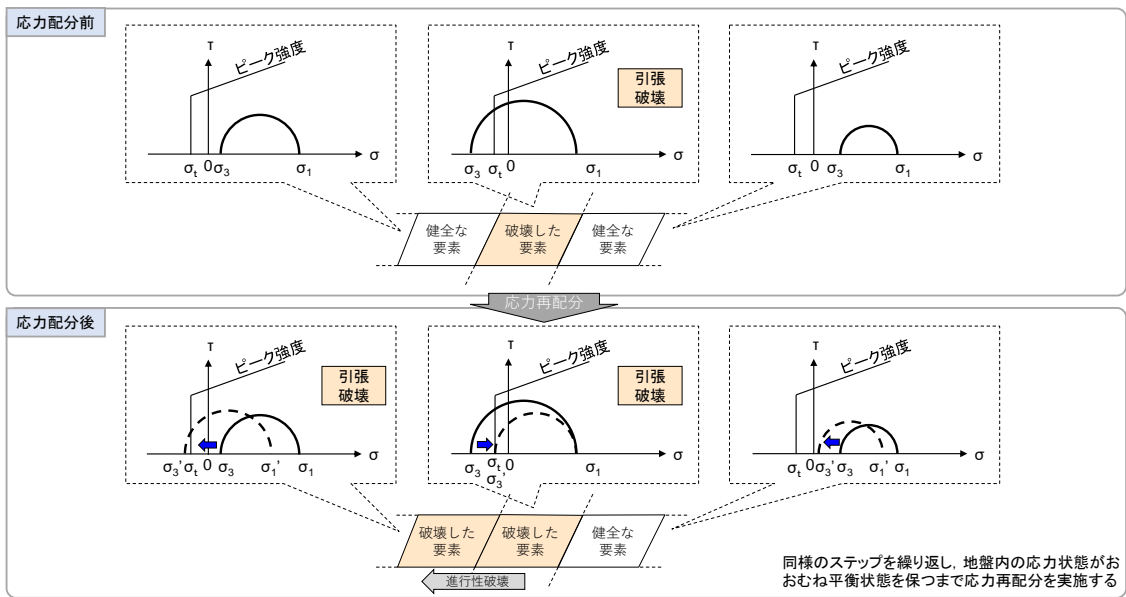 応力配分前
τ
ピーク強度
σt 0 σ3 σ1 σ
τ
ピーク強度
引張
破壊
σ3 σt 0 σ1 σ
τ
ピーク強度
σt 0 σ3 σ1 σ
健全な
要素
破壊した
要素
健全な
要素
応力再配分
応力配分後
τ
ピーク強度
引張
破壊
σ3'σt 0 σ3 σ1' σ1 σ
τ
ピーク強度
引張
破壊
σ3 σt 0 σ1 σ
σ3'
τ
ピーク強度
σt 0σ3'σ3 σ1'σ1 σ
破壊した
要素
破壊した
要素
健全な
要素
進行性破壊
同様のステップを繰り返し，地盤内の応力状態がお
おむね平衡状態を保つまで応力再配分を実施する